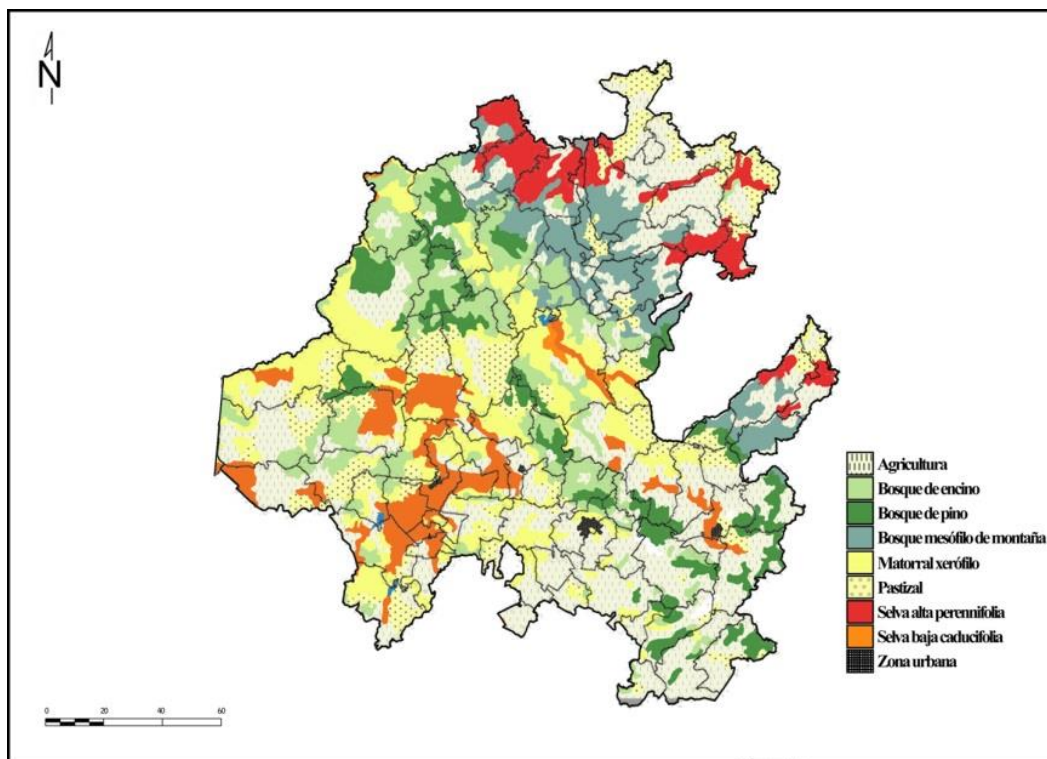 N
Agricultura
Bosque de encino
Bosque de pino
Bosque mesófilo de montaña
Matorral xerófilo
Pastizal
Selva alta perennifolia
Selva baja caducifolia
Zona urbana
0 20 40 60